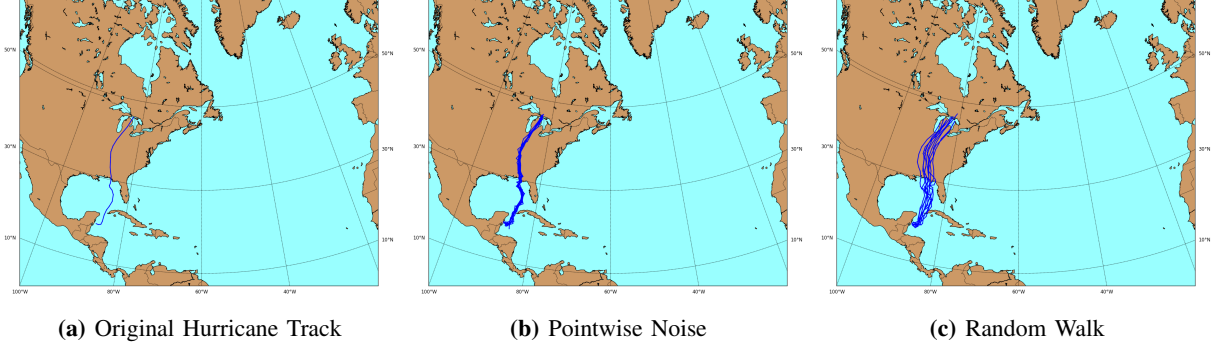 50°N
50°N
50°N
50°N
50°N
50°N
30°N
30°N
30°N
30°N
30°N
30°N
10°N
10°N
10°N
10°N
10°N
10°N
100°W 80°W 60°W 40°W
100°W 80°W 60°W 40°W
100°W 80°W 60°W 40°W
(a) Original Hurricane Track
(b) Pointwise Noise
(c) Random Walk